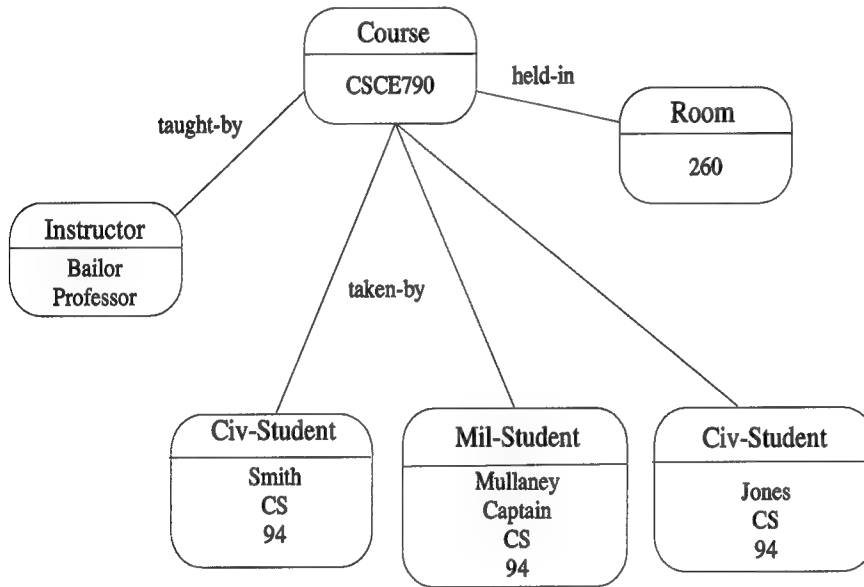 Course
CSCE790
held-in
taught-by
Room
260
Instructor
Bailor
Professor
taken-by
Civ-Student
Smith
CS
94
Mil-Student
Mullaney
Captain
CS
94
Civ-Student
Jones
CS
94